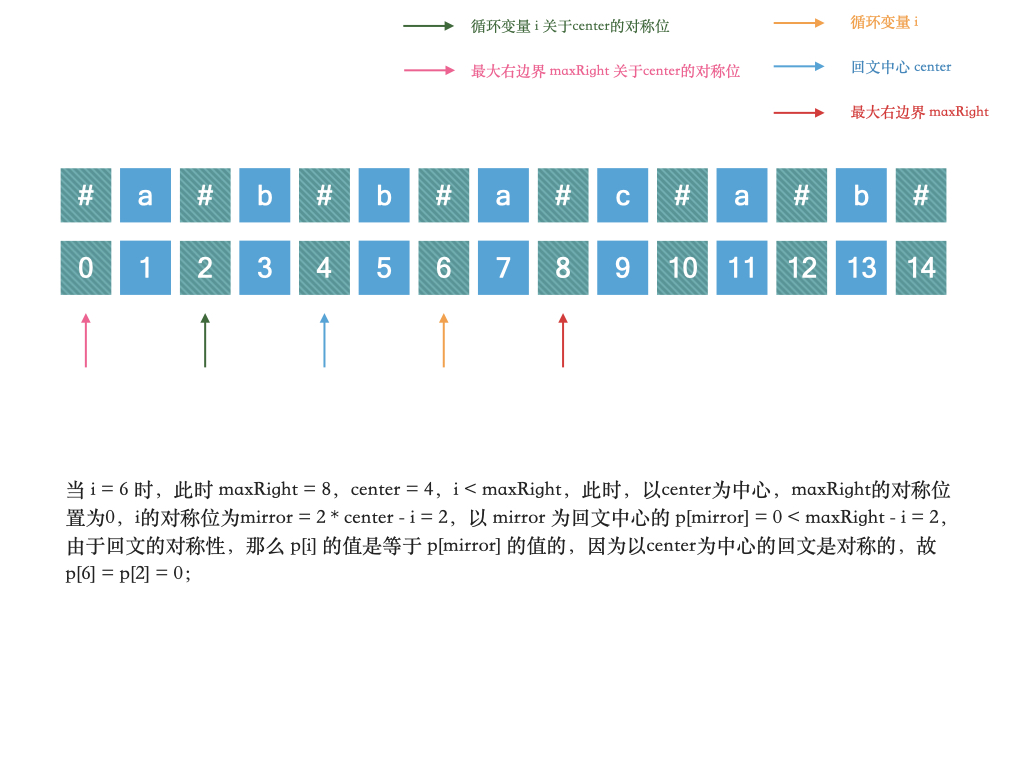 循环变量 i 关于center的对称位
循环变量 i
最大右边界 maxRight 关于center的对称位
回文中心 center
最大右边界 maxRight
# a # b # b # a # c # a # b #
0 1 2 3 4 5 6 7 8 9 10 11 12 13 14
当 i = 6 时，此时 maxRight = 8，center = 4，i < maxRight，此时，以center为中心，maxRight的对称位
置为0，i的对称位为mirror = 2 * center - i = 2，以 mirror 为回文中心的 p[mirror] = 0 < maxRight - i = 2，
由于回文的对称性，那么 p[i] 的值是等于 p[mirror] 的值的，因为以center为中心的回文是对称的，故
p[6] = p[2] = 0；